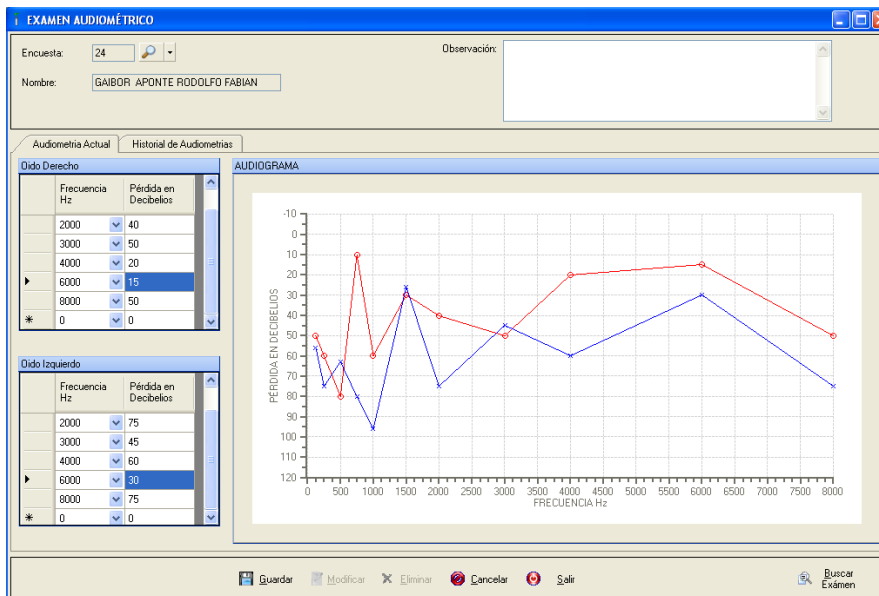 EXAMEN AUDIOMÉTRICO
Encuesta: 24
Observación:
Nombre: GAIBOR APONTE RODOLFO FABIAN
Audiometria Actual Historial de Audiometrias
Oido Derecho
Frecuencia Hz Pérdida en Decibelios
2000 40
3000 50
4000 20
6000 15
8000 50
* 0 0
Oido Izquierdo
Frecuencia Hz Pérdida en Decibelios
2000 75
3000 45
4000 60
6000 30
8000 75
* 0 0
AUDIOGRAMA
PÉRDIDA EN DECIBELIOS
-10
0
10
20
30
40
50
60
70
80
90
100
110
120
0 500 1000 1500 2000 2500 3000 3500 4000 4500 5000 5500 6000 6500 7000 7500 8000
FRECUENCIA Hz
Guardar Modificar Eliminar Cancelar Salir Buscar Exámen